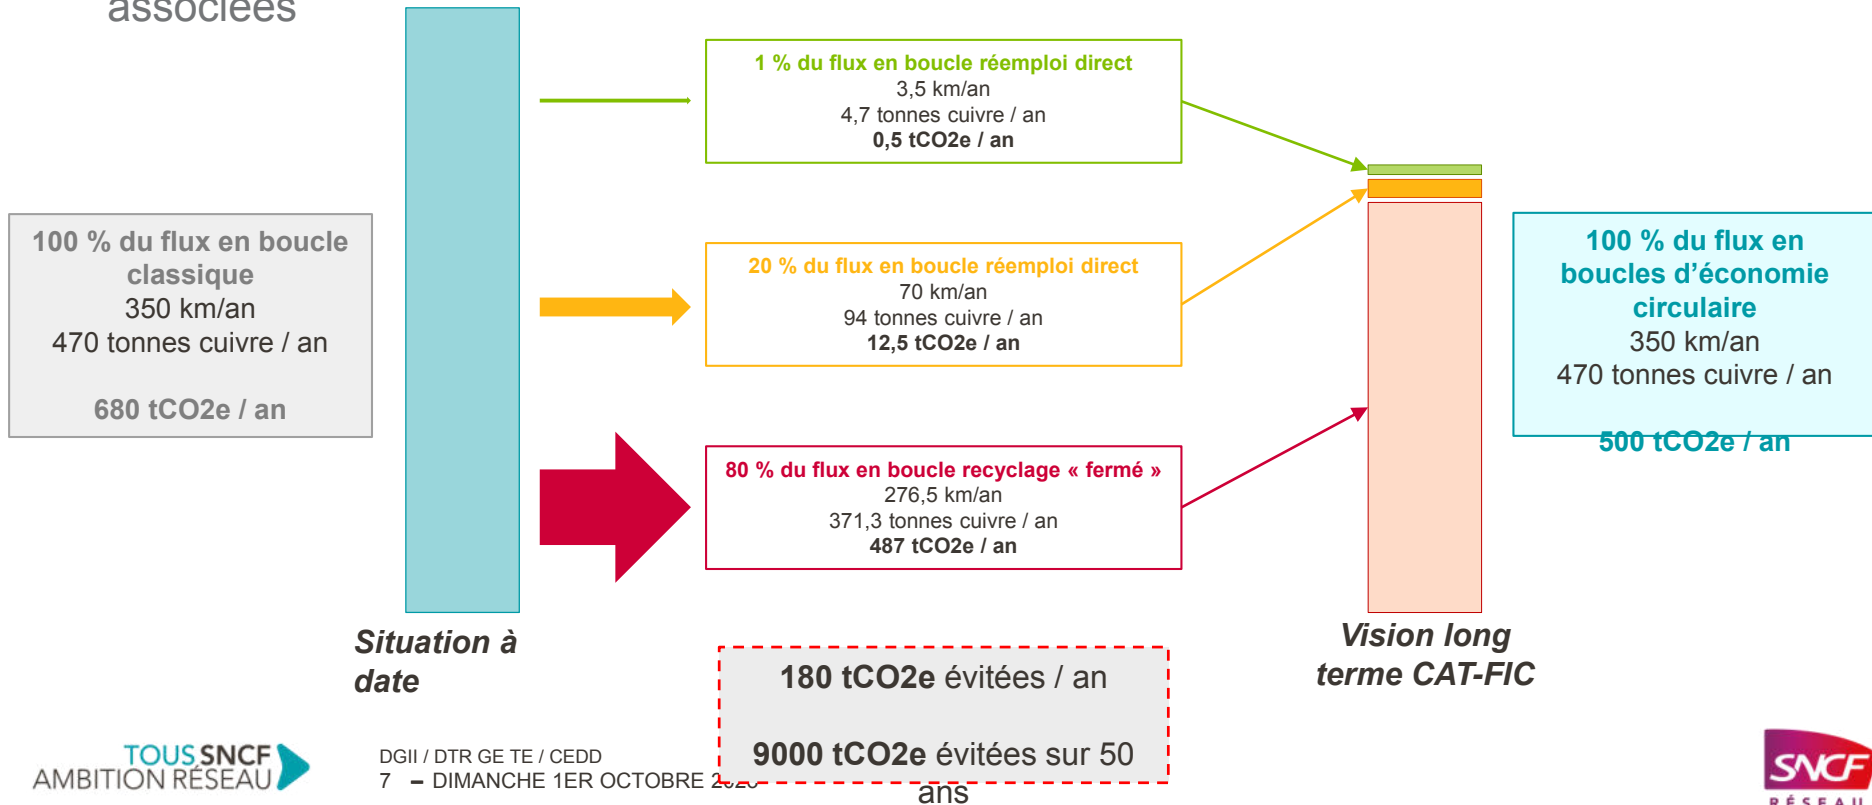 associées
1 % du flux en boucle réemploi direct
3,5 km/an
4,7 tonnes cuivre / an
0,5 tCO2e / an
100 % du flux en boucle
classique
350 km/an
470 tonnes cuivre / an
680 tCO2e / an
20 % du flux en boucle réemploi direct
70 km/an
94 tonnes cuivre / an
12,5 tCO2e / an
80 % du flux en boucle recyclage « fermé »
276,5 km/an
371,3 tonnes cuivre / an
487 tCO2e / an
100 % du flux en
boucles d’économie
circulaire
350 km/an
470 tonnes cuivre / an
500 tCO2e / an
Situation à
date
Vision long
terme CAT-FIC
180 tCO2e évitées / an
9000 tCO2e évitées sur 50
ans
TOUS SNCF
AMBITION RÉSEAU
DGII / DTR GE TE / CEDD
7 – DIMANCHE 1ER OCTOBRE
SNCF
RÉSEAU